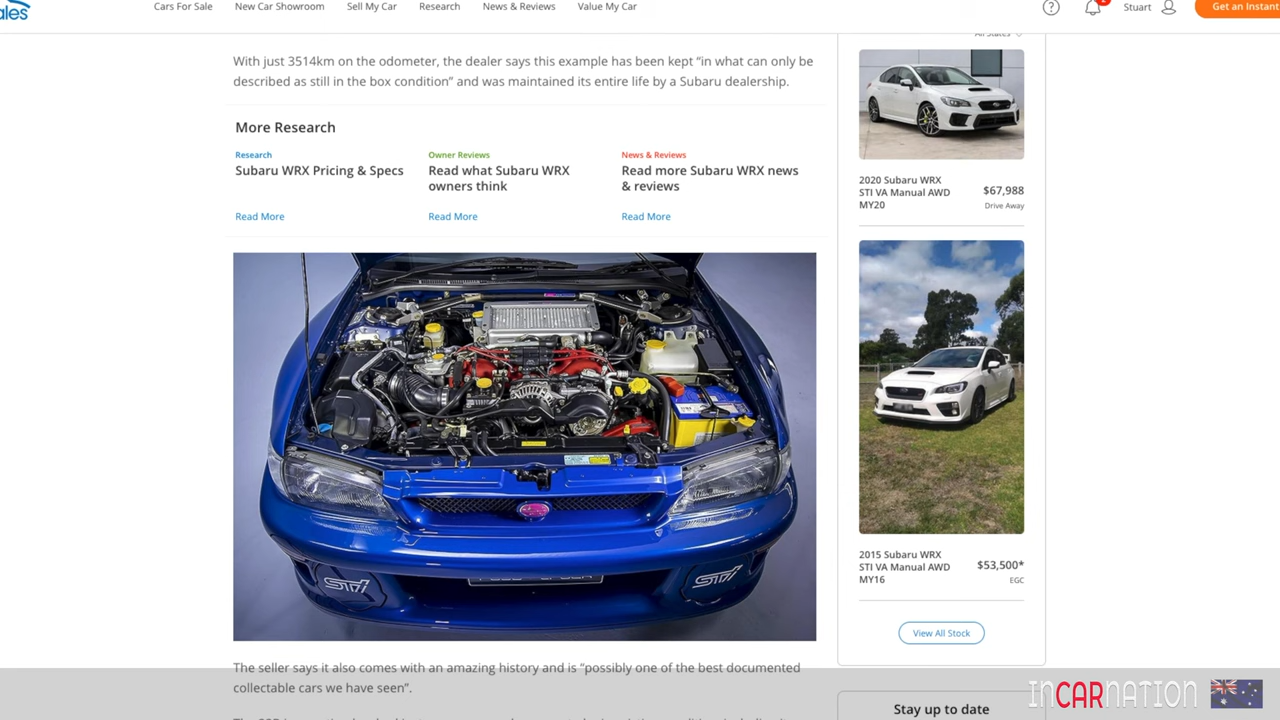 ales
Cars For Sale
New Car Showroom
Sell My Car
Research
News & Reviews
Value My Car
Stuart
Get an Instant
All States
With just 3514km on the odometer, the dealer says this example has been kept “in what can only be
described as still in the box condition” and was maintained its entire life by a Subaru dealership.
More Research
Research
Subaru WRX Pricing & Specs
Read More
Owner Reviews
Read what Subaru WRX
owners think
Read More
News & Reviews
Read more Subaru WRX news
& reviews
Read More
STi
STi
The seller says it also comes with an amazing history and is “possibly one of the best documented
collectable cars we have seen”.
2020 Subaru WRX
STI VA Manual AWD
MY20
$67,988
Drive Away
2015 Subaru WRX
STI VA Manual AWD
MY16
$53,500*
EGC
View All Stock
Stay up to date
INCARNATION